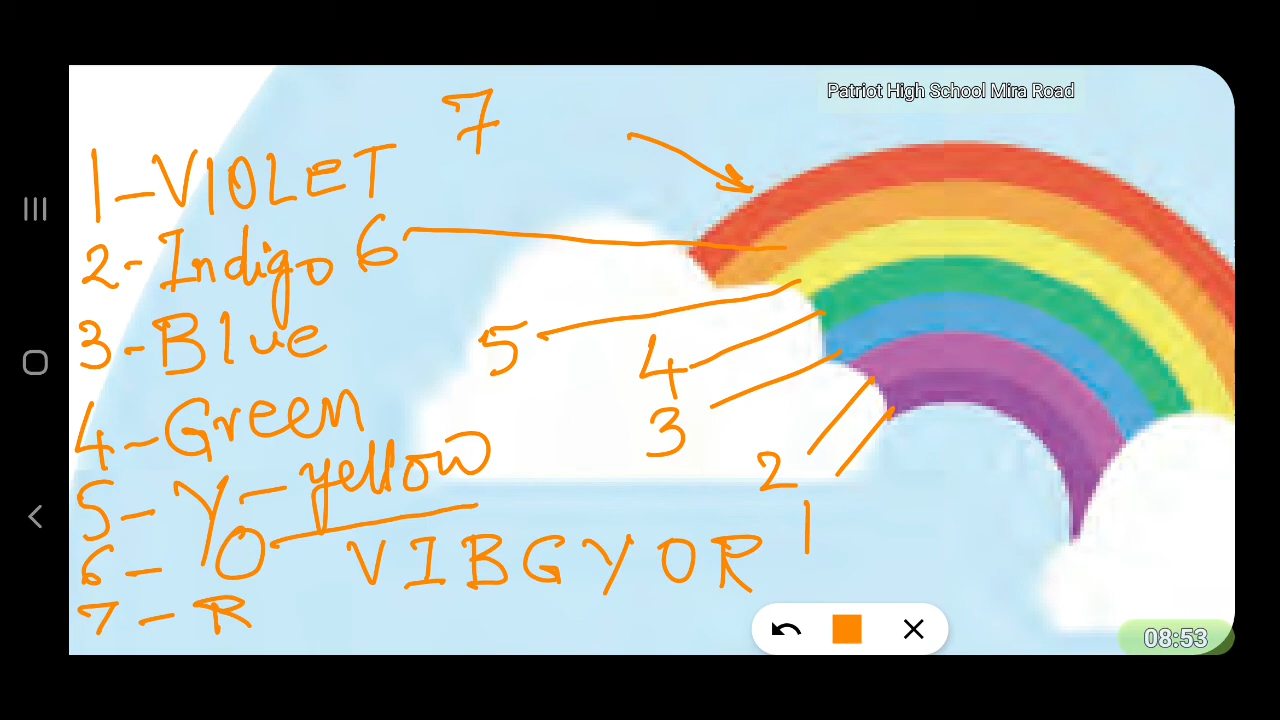 Patriot High School Mira Road
7
1-VIOLET
2-Indigo 6
3-Blue
5
4
4-Green
3
5-Y-yellow
2
6-O
VIBGYOR
1
7-R
08:53